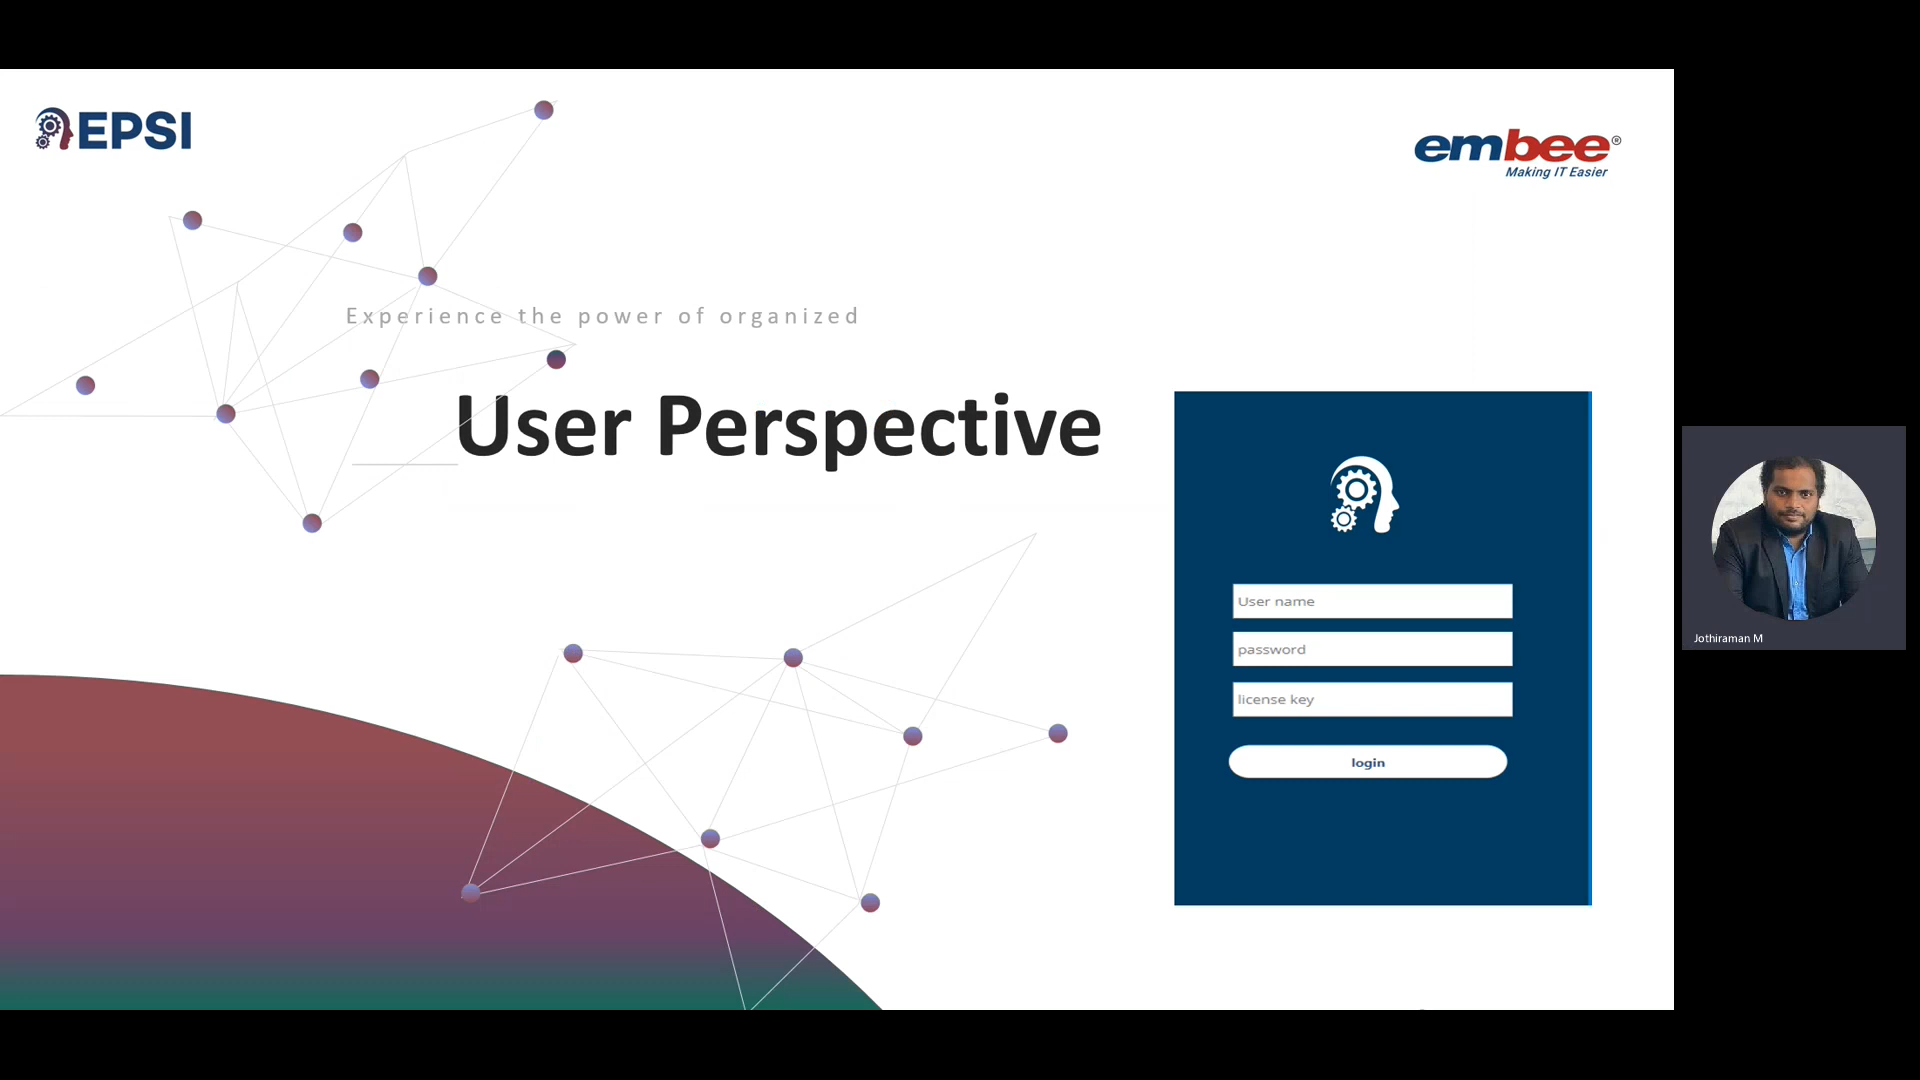 EPSI
embee®
Making IT Easier
Experience the power of organized
User Perspective
User name
password
license key
login
Jothiraman M